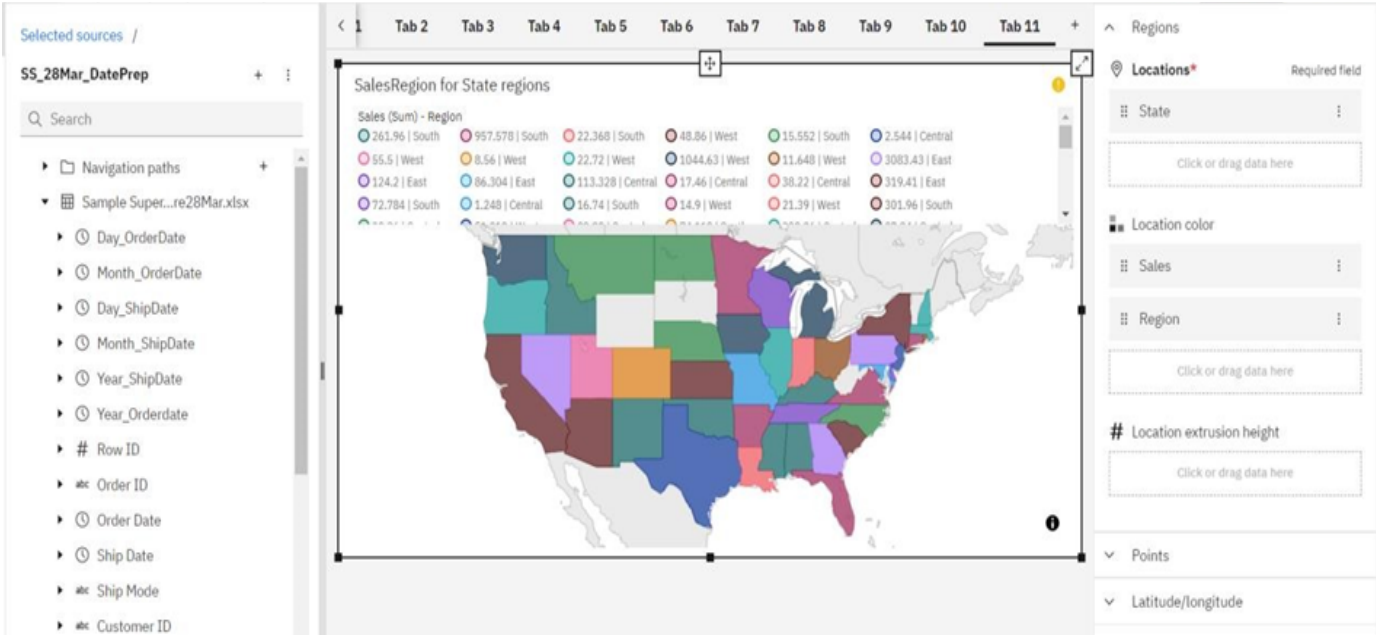 Selected sources /
SS_28Mar_DatePrep
Search
Navigation paths
Sample Super...re28Mar.xlsx
Day_OrderDate
Month_OrderDate
Day_ShipDate
Month_ShipDate
Year_ShipDate
Year_Orderdate
# Row ID
abc Order ID
Order Date
Ship Date
abc Ship Mode
abc Customer ID
1 Tab 2 Tab 3 Tab 4 Tab 5 Tab 6 Tab 7 Tab 8 Tab 9 Tab 10 Tab 11 +
SalesRegion for State regions
Sales (Sum) - Region
261.96 | South 957.578 | South 22.368 | South 48.86 | West 15.552 | South 2.544 | Central
55.5 | West 8.56 | West 22.72 | West 1044.63 | West 11.648 | West 3083.43 | East
124.2 | East 86.304 | Central 113.328 | Central 17.46 | Central 38.22 | Central 319.41 | East
72.784 | South 1.248 | Central 16.74 | South 14.9 | West 21.39 | West 301.96 | South
Regions
Locations* Required field
State
Click or drag data here
Location color
Sales
Region
Click or drag data here
# Location extrusion height
Click or drag data here
Points
Latitude/longitude